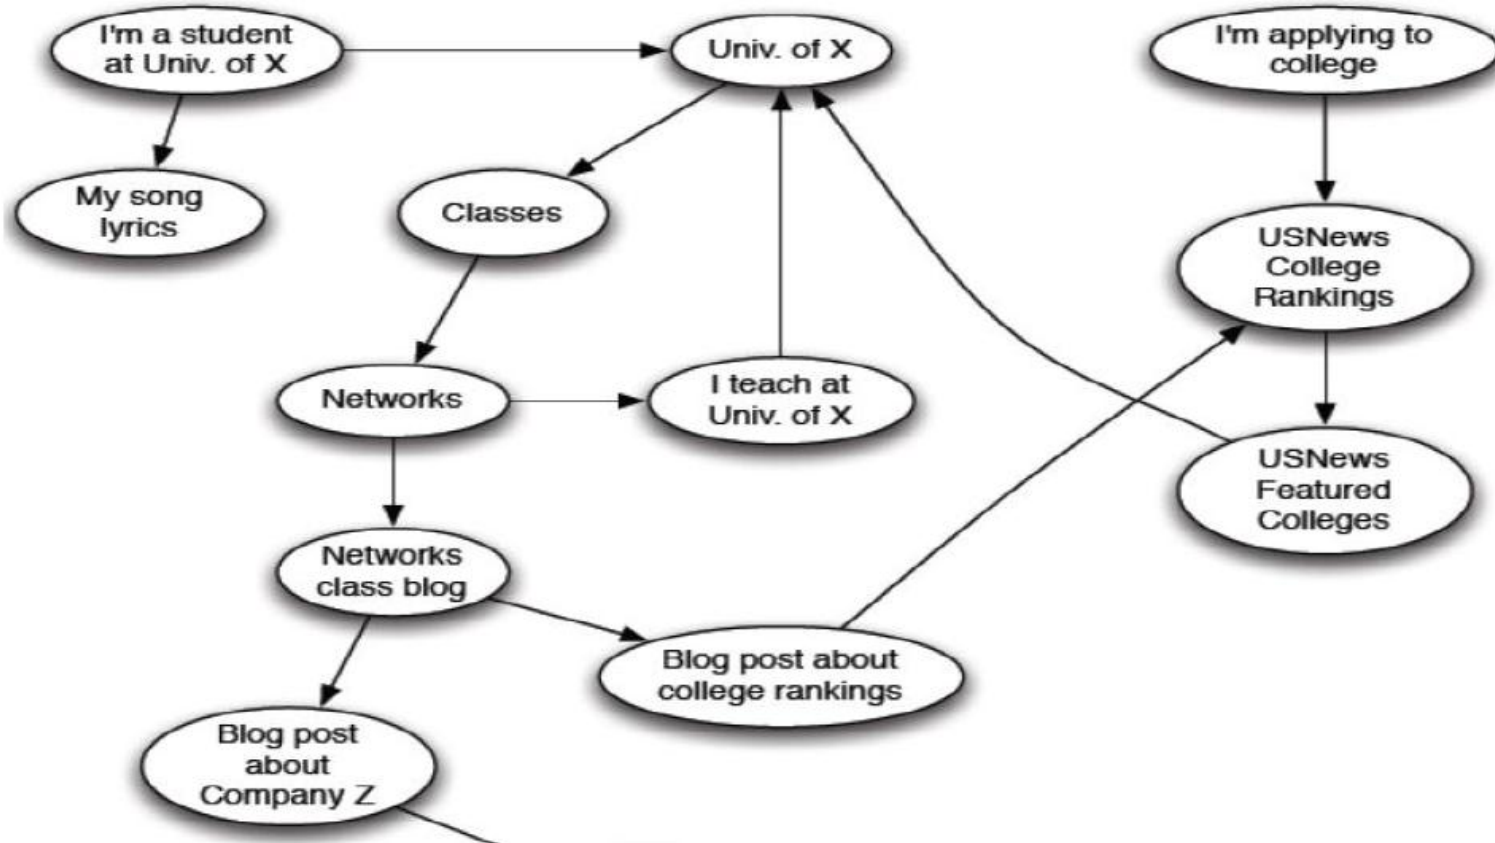 I'm a student
at Univ. of X
Univ. of X
I'm applying to
college
My song
lyrics
Classes
USNews
College
Rankings
Networks
I teach at
Univ. of X
USNews
Featured
Colleges
Networks
class blog
Blog post about
college rankings
Blog post
about
Company Z